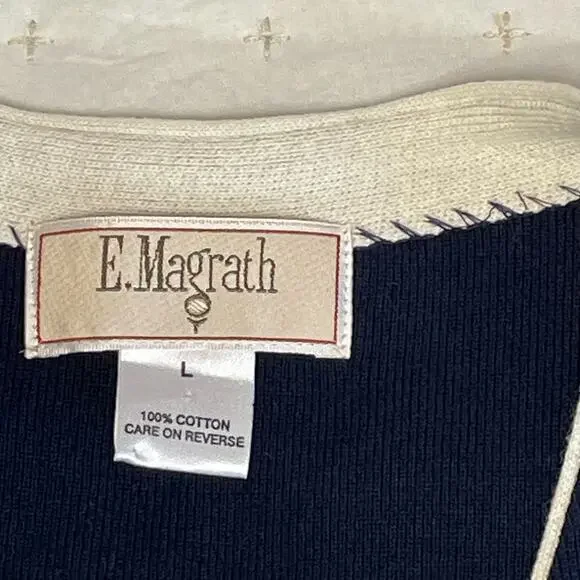 E. Magrath
L
100% COTTON
CARE ON REVERSE